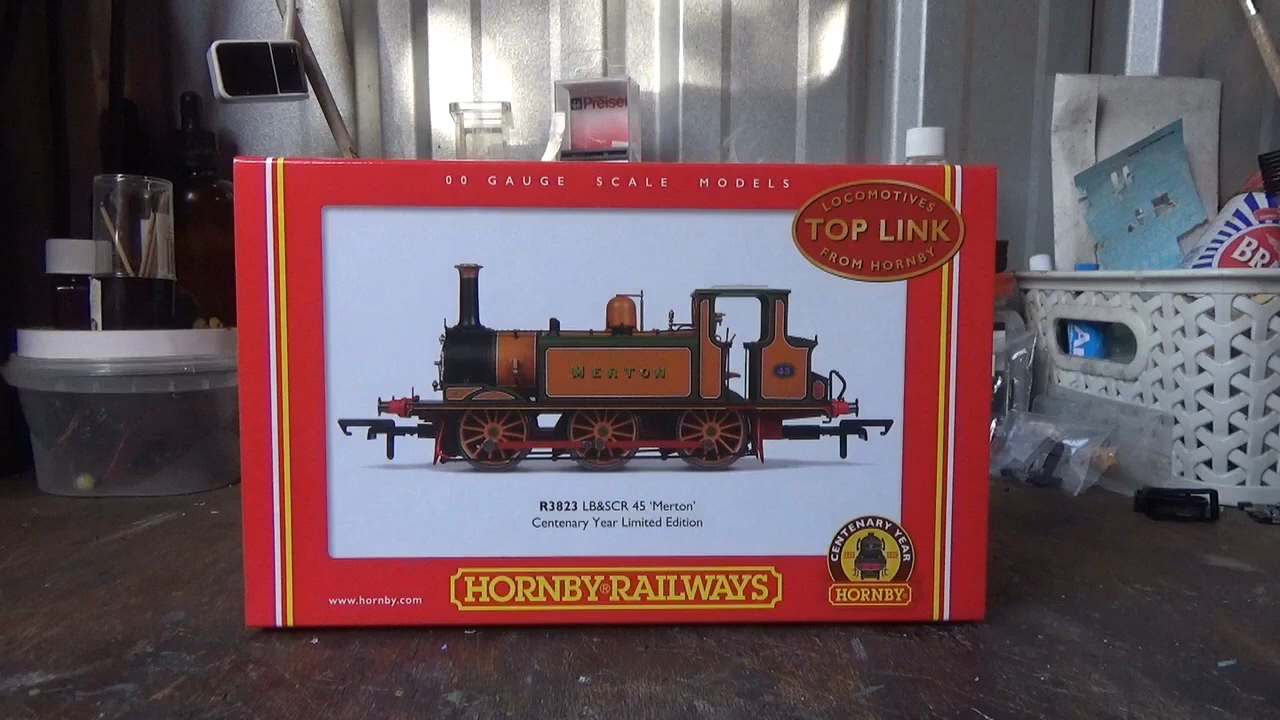 Preiser
00 GAUGE SCALE MODELS
LOCOMOTIVES
TOP LINK
FROM HORNBY
MERTON
45
R3823 LB&SCR 45 'Merton'
Centenary Year Limited Edition
CENTENARY YEAR
HORNBY
www.hornby.com
HORNBY® RAILWAYS
BR